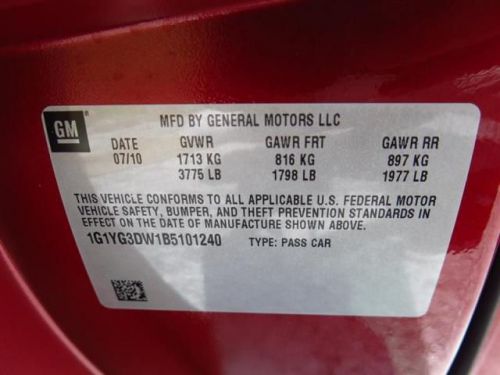 GM
MFD BY GENERAL MOTORS LLC
DATE GVWR GAWR FRT GAWR RR
07/10 1713 KG 816 KG 897 KG
3775 LB 1798 LB 1977 LB
THIS VEHICLE CONFORMS TO ALL APPLICABLE U.S. FEDERAL MOTOR
VEHICLE SAFETY, BUMPER, AND THEFT PREVENTION STANDARDS IN
EFFECT ON THE DATE OF MANUFACTURE SHOWN ABOVE.
1G1YG3DW1B5101240 TYPE: PASS CAR